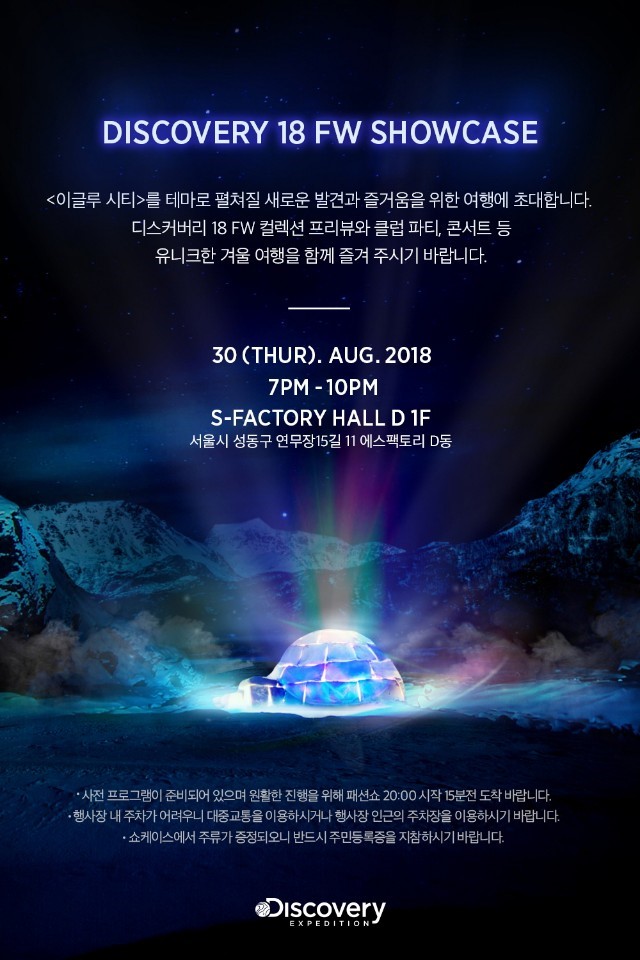 DISCOVERY 18 FW SHOWCASE
<이글루 시티>를 테마로 펼쳐질 새로운 발견과 즐거움을 위한 여행에 초대합니다.
디스커버리 18 FW 컬렉션 프리뷰와 클럽 파티, 콘서트 등
유니크한 겨울 여행을 함께 즐겨 주시기 바랍니다.
30 (THUR). AUG. 2018
7PM - 10PM
S-FACTORY HALL D 1F
서울시 성동구 연무장15길 11 에스팩토리 D동
• 사전 프로그램이 준비되어 있으며 원활한 진행을 위해 패션쇼 20:00 시작 15분전 도착 바랍니다.
• 행사장 내 주차가 어려우니 대중교통을 이용하시거나 행사장 인근의 주차장을 이용하시기 바랍니다.
• 쇼케이스에서 주류가 증정되오니 반드시 주민등록증을 지참하시기 바랍니다.
Discovery
EXPEDITION